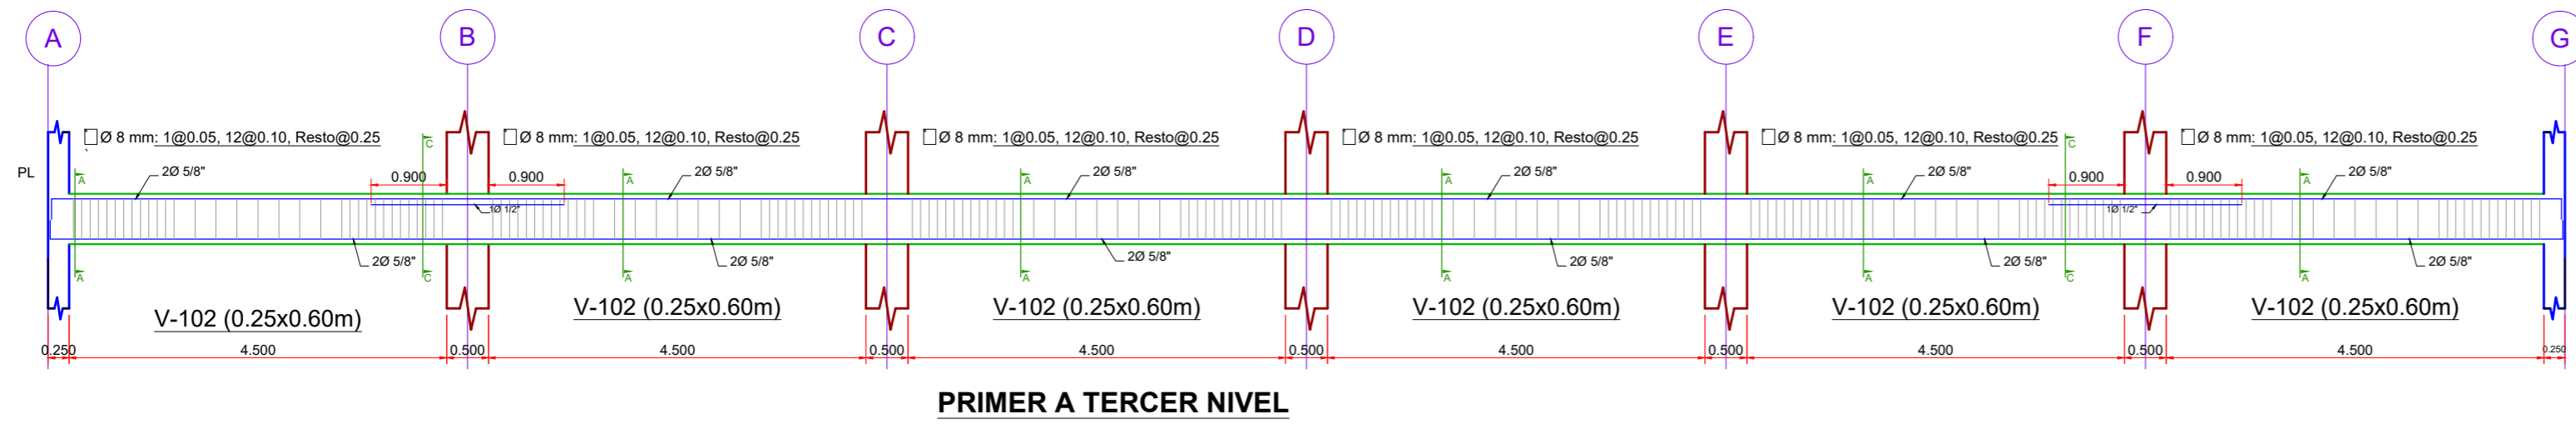 A B C D E F G
Ø 8 mm: 1@0.05, 12@0.10, Resto@0.25 Ø 8 mm: 1@0.05, 12@0.10, Resto@0.25 Ø 8 mm: 1@0.05, 12@0.10, Resto@0.25 Ø 8 mm: 1@0.05, 12@0.10, Resto@0.25 Ø 8 mm: 1@0.05, 12@0.10, Resto@0.25 Ø 8 mm: 1@0.05, 12@0.10, Resto@0.25
C C
PL 2Ø 5/8" 2Ø 5/8" 2Ø 5/8" 2Ø 5/8" 2Ø 5/8" 2Ø 5/8"
A 0.900 0.900 A A A A 0.900 0.900 A
1Ø 1/2" 1Ø 1/2"
2Ø 5/8" 2Ø 5/8" 2Ø 5/8" 2Ø 5/8" 2Ø 5/8" 2Ø 5/8"
A C A A A A C A
V-102 (0.25x0.60m) V-102 (0.25x0.60m) V-102 (0.25x0.60m) V-102 (0.25x0.60m) V-102 (0.25x0.60m) V-102 (0.25x0.60m)
0.250 4.500 0.500 4.500 0.500 4.500 0.500 4.500 0.500 4.500 0.500 4.500 0.250
PRIMER A TERCER NIVEL